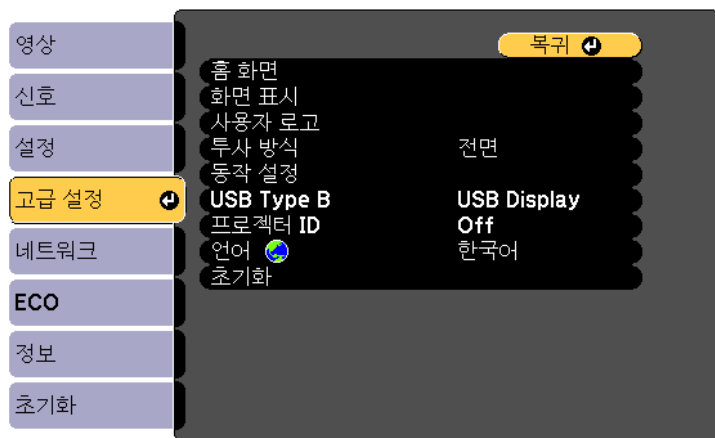 영상
신호
설정
고급 설정
네트워크
ECO
정보
초기화
복귀
홈 화면
화면 표시
사용자 로고
투사 방식 전면
동작 설정
USB Type B USB Display
프로젝터 ID Off
언어 한국어
초기화